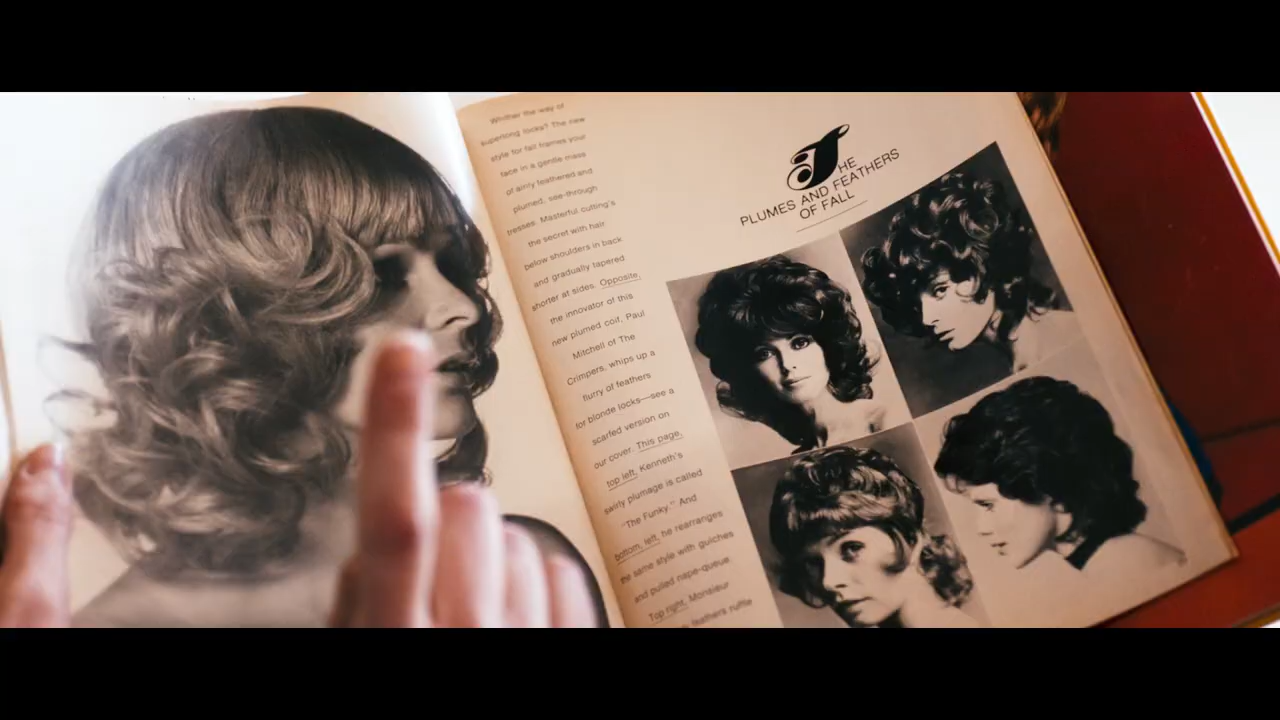 Whither the way of
superlong locks? The new
style for fall frames your
face in a gentle mass
of airily feathered and
plumed, see-through
tresses. Masterful cutting's
the secret with hair
below shoulders in back
and gradually tapered
shorter at sides. Opposite,
the innovator of this
new plumed coif, Paul
Mitchell of The
Crimpers, whips up a
flurry of feathers
for blonde locks—see a
scarfed version on
our cover. This page,
top left, Kenneth's
swirly plumage is called
"The Funky." And
bottom, left, he rearranges
the same style with guiches
and pulled nape-queue.
Top right, Monsieur
feathers ruffle
THE
PLUMES AND FEATHERS
OF FALL